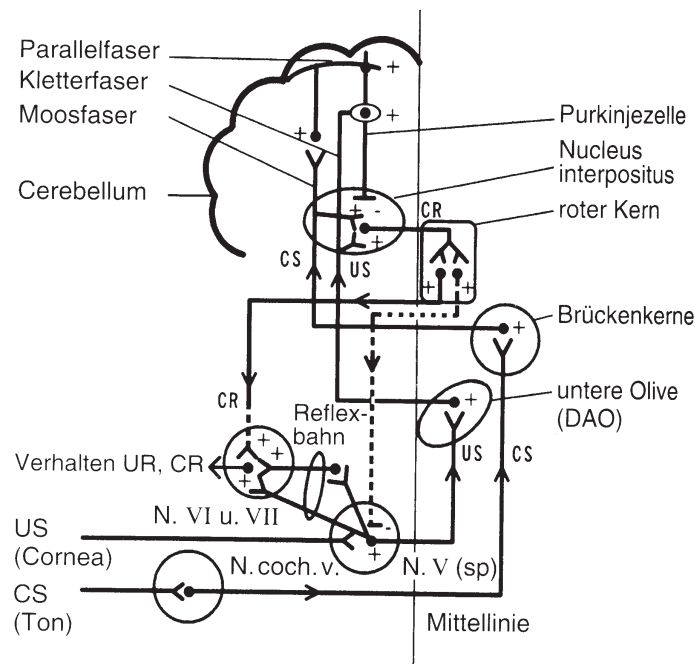 Parallelfaser
Kletterfaser
Moosfaser
Cerebellum
+
+
+
Purkinjezelle
Nucleus
interpositus
roter Kern
+ -
+
CR
CS
US
+ +
Brückenkerne
+
untere Olive
(DAO)
+
US
CS
CR
Reflex-
bahn
+ +
+
Verhalten UR, CR
N. VI u. VII
US
(Cornea)
-
+
N. coch. v.
N. V (sp)
CS
(Ton)
Mittellinie